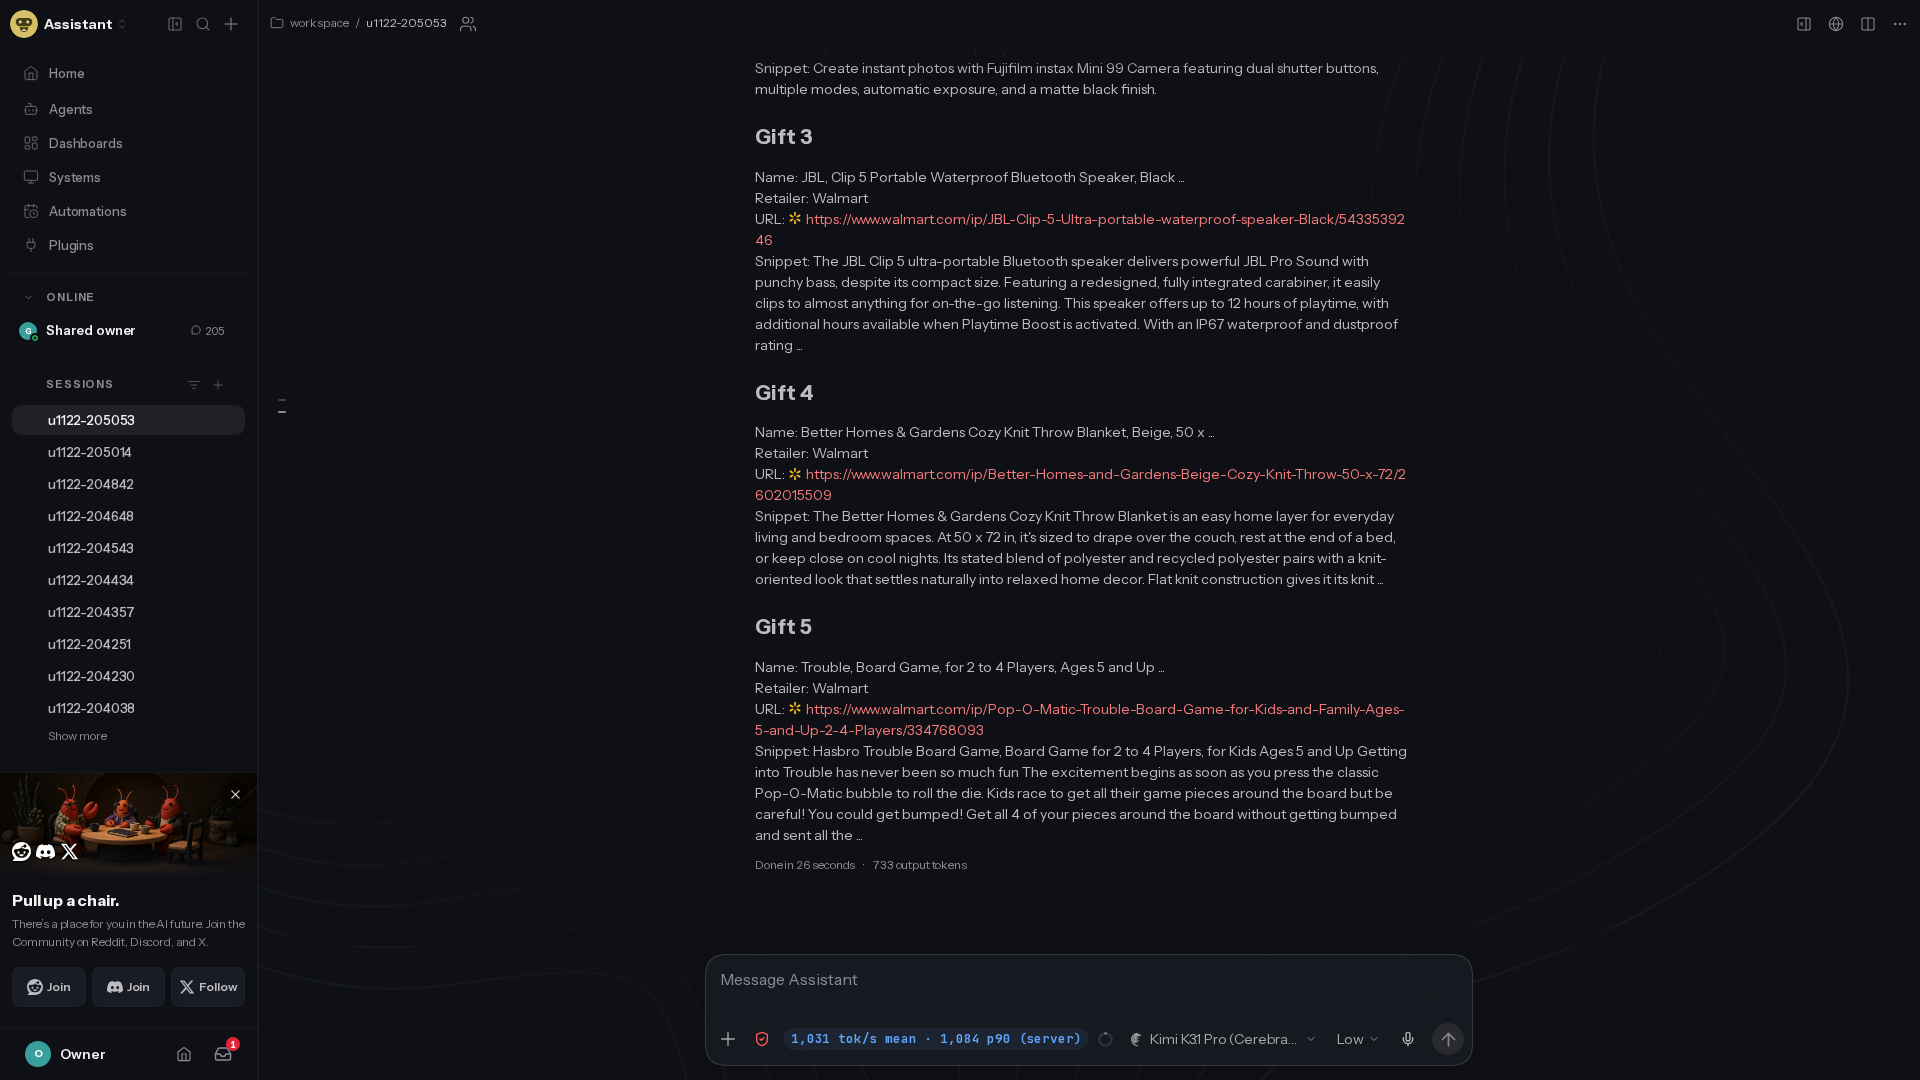 Assistant
workspace / u1122-205053
Home
Agents
Dashboards
Systems
Automations
Plugins
ONLINE
G
Shared owner
205
SESSIONS
u1122-205053
u1122-205014
u1122-204842
u1122-204648
u1122-204543
u1122-204434
u1122-204357
u1122-204251
u1122-204230
u1122-204038
Show more
Pull up a chair.
There's a place for you in the AI future. Join the
Community on Reddit, Discord, and X.
Join
Join
Follow
O
Owner
1
Snippet: Create instant photos with Fujifilm instax Mini 99 Camera featuring dual shutter buttons,
multiple modes, automatic exposure, and a matte black finish.
Gift 3
Name: JBL, Clip 5 Portable Waterproof Bluetooth Speaker, Black ...
Retailer: Walmart
URL: https://www.walmart.com/ip/JBL-Clip-5-Ultra-portable-waterproof-speaker-Black/54335392
46
Snippet: The JBL Clip 5 ultra-portable Bluetooth speaker delivers powerful JBL Pro Sound with
punchy bass, despite its compact size. Featuring a redesigned, fully integrated carabiner, it easily
clips to almost anything for on-the-go listening. This speaker offers up to 12 hours of playtime, with
additional hours available when Playtime Boost is activated. With an IP67 waterproof and dustproof
rating ...
Gift 4
Name: Better Homes & Gardens Cozy Knit Throw Blanket, Beige, 50 x ...
Retailer: Walmart
URL: https://www.walmart.com/ip/Better-Homes-and-Gardens-Beige-Cozy-Knit-Throw-50-x-72/2
602015509
Snippet: The Better Homes & Gardens Cozy Knit Throw Blanket is an easy home layer for everyday
living and bedroom spaces. At 50 x 72 in, it's sized to drape over the couch, rest at the end of a bed,
or keep close on cool nights. Its stated blend of polyester and recycled polyester pairs with a knit-
oriented look that settles naturally into relaxed home decor. Flat knit construction gives it its knit ...
Gift 5
Name: Trouble, Board Game, for 2 to 4 Players, Ages 5 and Up ...
Retailer: Walmart
URL: https://www.walmart.com/ip/Pop-O-Matic-Trouble-Board-Game-for-Kids-and-Family-Ages-
5-and-Up-2-4-Players/334768093
Snippet: Hasbro Trouble Board Game, Board Game for 2 to 4 Players, for Kids Ages 5 and Up Getting
into Trouble has never been so much fun The excitement begins as soon as you press the classic
Pop-O-Matic bubble to roll the die. Kids race to get all their game pieces around the board but be
careful! You could get bumped! Get all 4 of your pieces around the board without getting bumped
and sent all the ...
Done in 26 seconds · 733 output tokens
Message Assistant
1,031 tok/s mean · 1,084 p90 (server)
Kimi K3.1 Pro (Cerebra...
Low